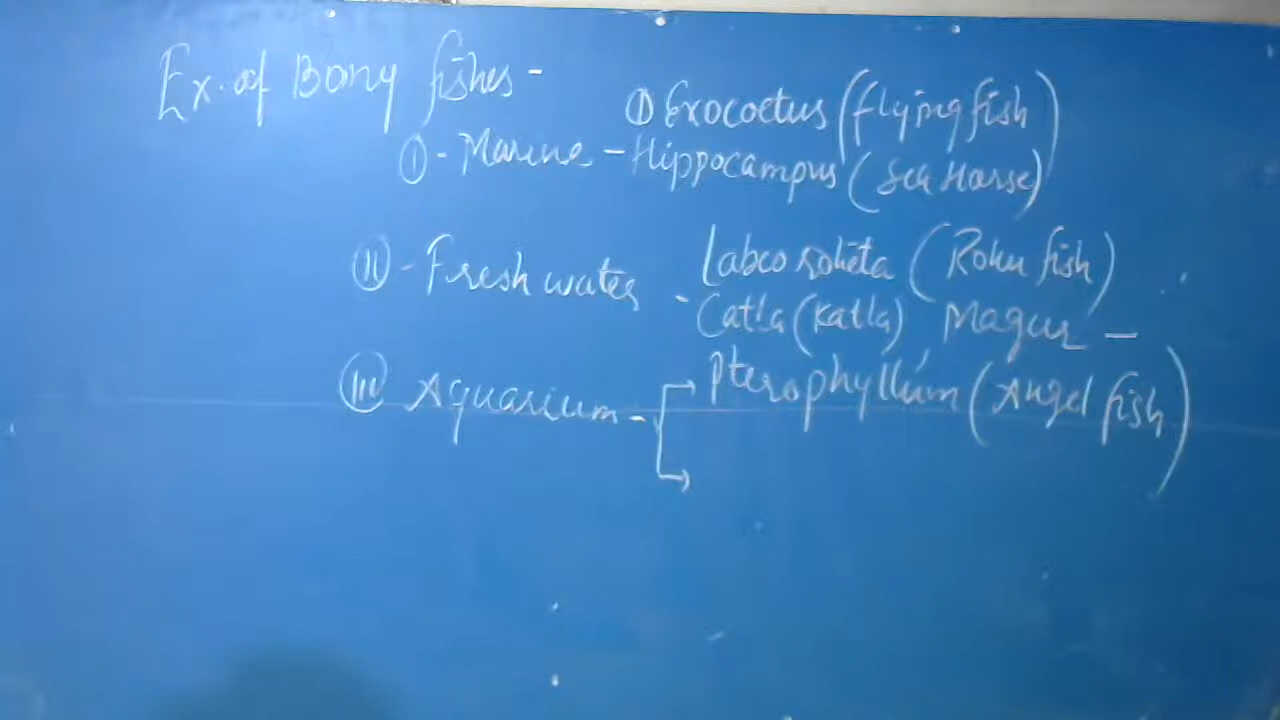 Ex. of Bony fishes -
① Exocoetus (flying fish)
Ⓘ - Marine - Hippocampus (Sea Horse)
Ⓘⓘ - Fresh water - Labeo rohita (Rohu fish)
Catla (Katla) Magur -
Ⓘⓘⓘ Aquarium - Pterophyllum (Angel fish)